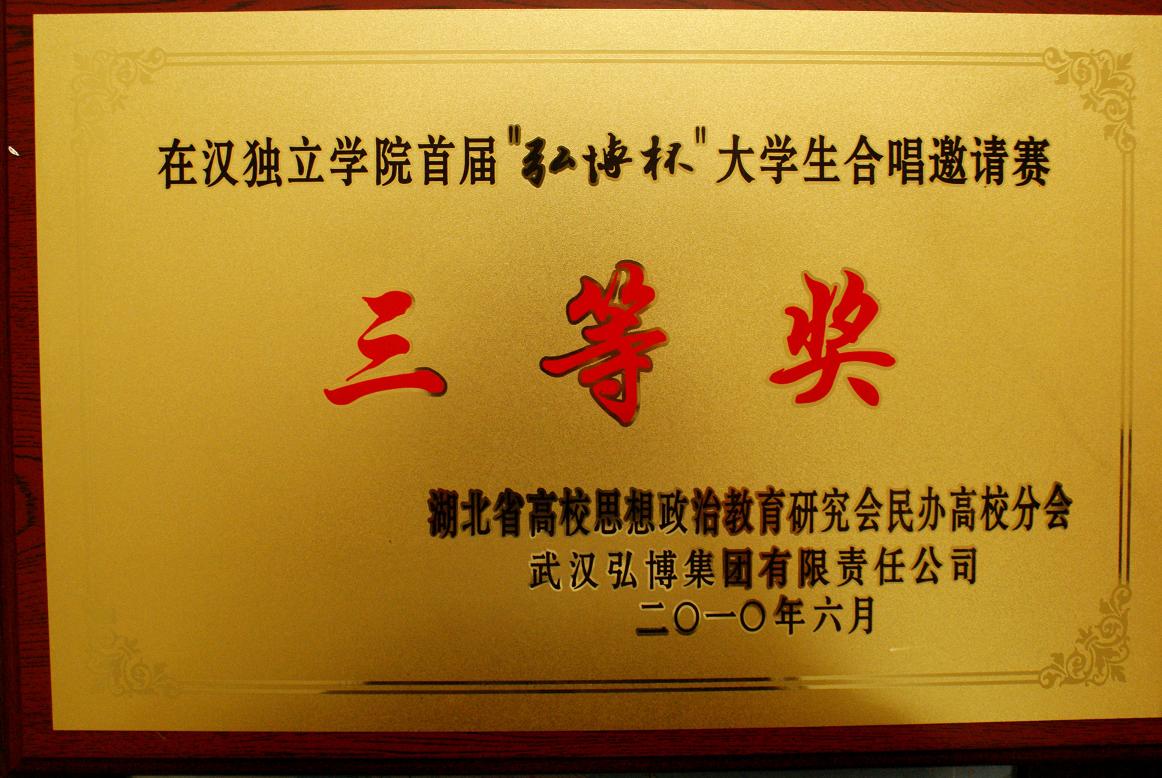 在汉独立学院首届"弘博杯"大学生合唱邀请赛
三等奖
湖北省高校思想政治教育研究会民办高校分会
武汉弘博集团有限责任公司
二〇一〇年六月